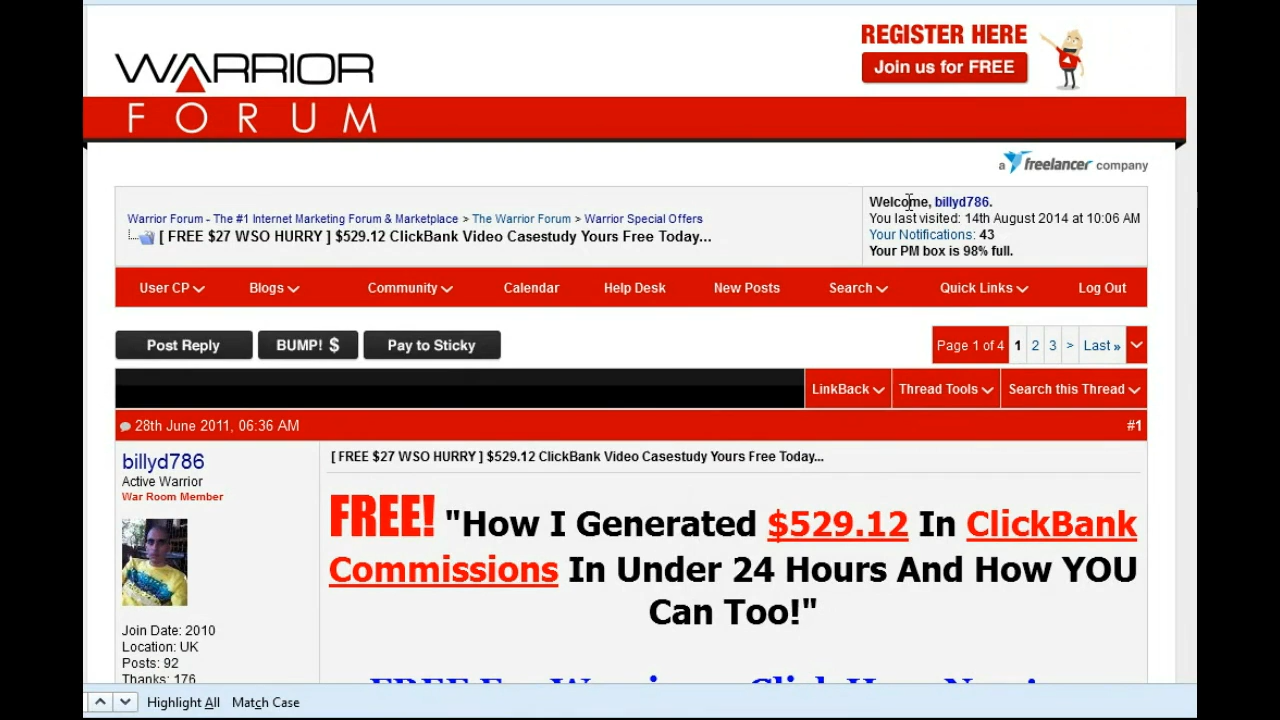 REGISTER HERE
Join us for FREE
WARRIOR
FORUM
a freelancer company
Warrior Forum - The #1 Internet Marketing Forum & Marketplace > The Warrior Forum > Warrior Special Offers
[ FREE $27 WSO HURRY ] $529.12 ClickBank Video Casestudy Yours Free Today...
Welcome, billyd786.
You last visited: 14th August 2014 at 10:06 AM
Your Notifications: 43
Your PM box is 98% full.
User CP Blogs Community Calendar Help Desk New Posts Search Quick Links Log Out
Post Reply BUMP! $ Pay to Sticky Page 1 of 4 1 2 3 > Last »
LinkBack Thread Tools Search this Thread
28th June 2011, 06:36 AM #1
billyd786
Active Warrior
War Room Member
Join Date: 2010
Location: UK
Posts: 92
Thanks: 176
[ FREE $27 WSO HURRY ] $529.12 ClickBank Video Casestudy Yours Free Today...
FREE! "How I Generated $529.12 In ClickBank
Commissions In Under 24 Hours And How YOU
Can Too!"
Highlight All Match Case